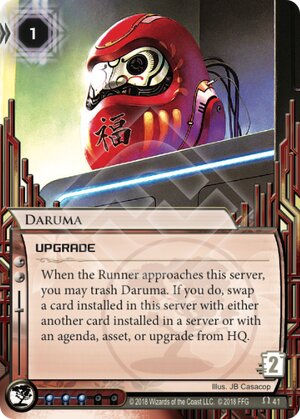 1
福
DARUMA
UPGRADE
When the Runner approaches this server,
you may trash Daruma. If you do, swap
a card installed in this server with either
another card installed in a server or with
an agenda, asset, or upgrade from HQ.
2
Illus. JB Casacop
© 2018 Wizards of the Coast LLC. © 2018 FFG
41